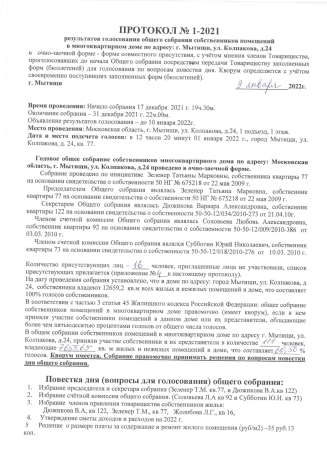 ПРОТОКОЛ № 1-2021
результатов голосования общего собрания собственников помещений
в многоквартирном доме по адресу: г. Мытищи, ул. Колпакова, д.24
в очно-заочной форме - форме совместного присутствия, с учётом мнения членов Товарищества,
проголосовавших до начала Общего собрания посредством передачи Товариществу заполненных
форм (бюллетеней) для голосования по вопросам повестки дня. Кворум определяется с учётом
своевременно поступивших заполненных форм (бюллетеней).
г. Мытищи 9 января 2022г.
Время проведения: Начало собрания 17 декабря 2021 г. 19ч.30м.
Окончание собрания – 31 декабря 2021 г. 22ч.00м.
Объявление результатов голосования – до 10 января 2022г.
Место проведения: Московская область, г. Мытищи, ул. Колпакова, д.24, 1 подъезд, 1 этаж.
Дата и место подсчета голосов: в 12 часов 20 минут 01 января 2022 г., город Мытищи, ул.
Колпакова, д. 24, кв. 77.
Годовое общее собрание собственников многоквартирного дома по адресу: Московская
область, г. Мытищи, ул. Колпакова, д.24 проведено в очно-заочной форме.
Собрание проведено по инициативе Зеленер Татьяны Марковны, собственника квартиры 77
на основании свидетельства о собственности 50 НГ № 675218 от 22 мая 2009 г.
Председателем Общего собрания являлась Зеленер Татьяна Марковна, собственник
квартиры 77 на основании свидетельства о собственности 50 НГ № 675218 от 22 мая 2009 г.
Секретарем Общего собрания являлась Дюжикова Варвара Александровна, собственник
квартиры 122 на основании свидетельства о собственности 50-50-12/034/2010-273 от 21.04.10г.
Членом счетной комиссии Общего собрания являлась Соловьева Любовь Александровна,
собственник квартиры 92 на основании свидетельства о собственности 50-50-12/009/2010-386 от
03.03. 2010 г.
Членом счетной комиссии Общего собрания являлся Субботин Юрий Николаевич, собственник
квартиры 73 на основании свидетельства о собственности 50-50-12/018/2010-276 от 10.03. 2010 г.
Количество присутствующих лиц – 16 человек, приглашенные лица не участвовали, список
присутствующих прилагается (приложение № 4 к настоящему протоколу).
На дату проведения собрания установлено, что в доме по адресу: город Мытищи, ул. Колпакова, д.
24, собственники владеют 12659,2 кв.м всех жилых и нежилых помещений в доме, что составляет
100% голосов собственников.
В соответствии с частью 3 статьи 45 Жилищного кодекса Российской Федерации: общее собрание
собственников помещений в многоквартирном доме правомочно (имеет кворум), если в нем
приняли участие собственники помещений в данном доме или их представители, обладающие
более чем пятьюдесятью процентами голосов от общего числа голосов.
В общем собрании собственников помещений в многоквартирном доме по адресу г. Мытищи, ул.
Колпакова, д.24, приняли участие собственники и их представители в количестве 111 человек,
владеющие кв. м жилых и нежилых помещений в доме, что составляет %
голосов. Кворум имеется. Собрание правомочно принимать решения по вопросам повестки
дня общего собрания.
Повестка дня (вопросы для голосования) общего собрания:
1. Избрание председателя и секретаря собрания (Зеленер Т.М. кв.77, и Дюжикова В.А.кв 122)
2. Избрание счётной комиссии общего собрания. (Соловьева Л.А кв 92 и Субботин Ю.Н. кв 73)
3. Избрание членов правления товарищества собственников жилья:
Дюжикова В.А, кв 122, Зеленер Т.М., кв 77, Жолобова Л.Г., кв 16,
4. Утверждение сметы доходов и расходов на 2022 г.
5 Решение о размере платы за содержание и ремонт жилого помещения (руб/м2) –35 руб.13
коп.